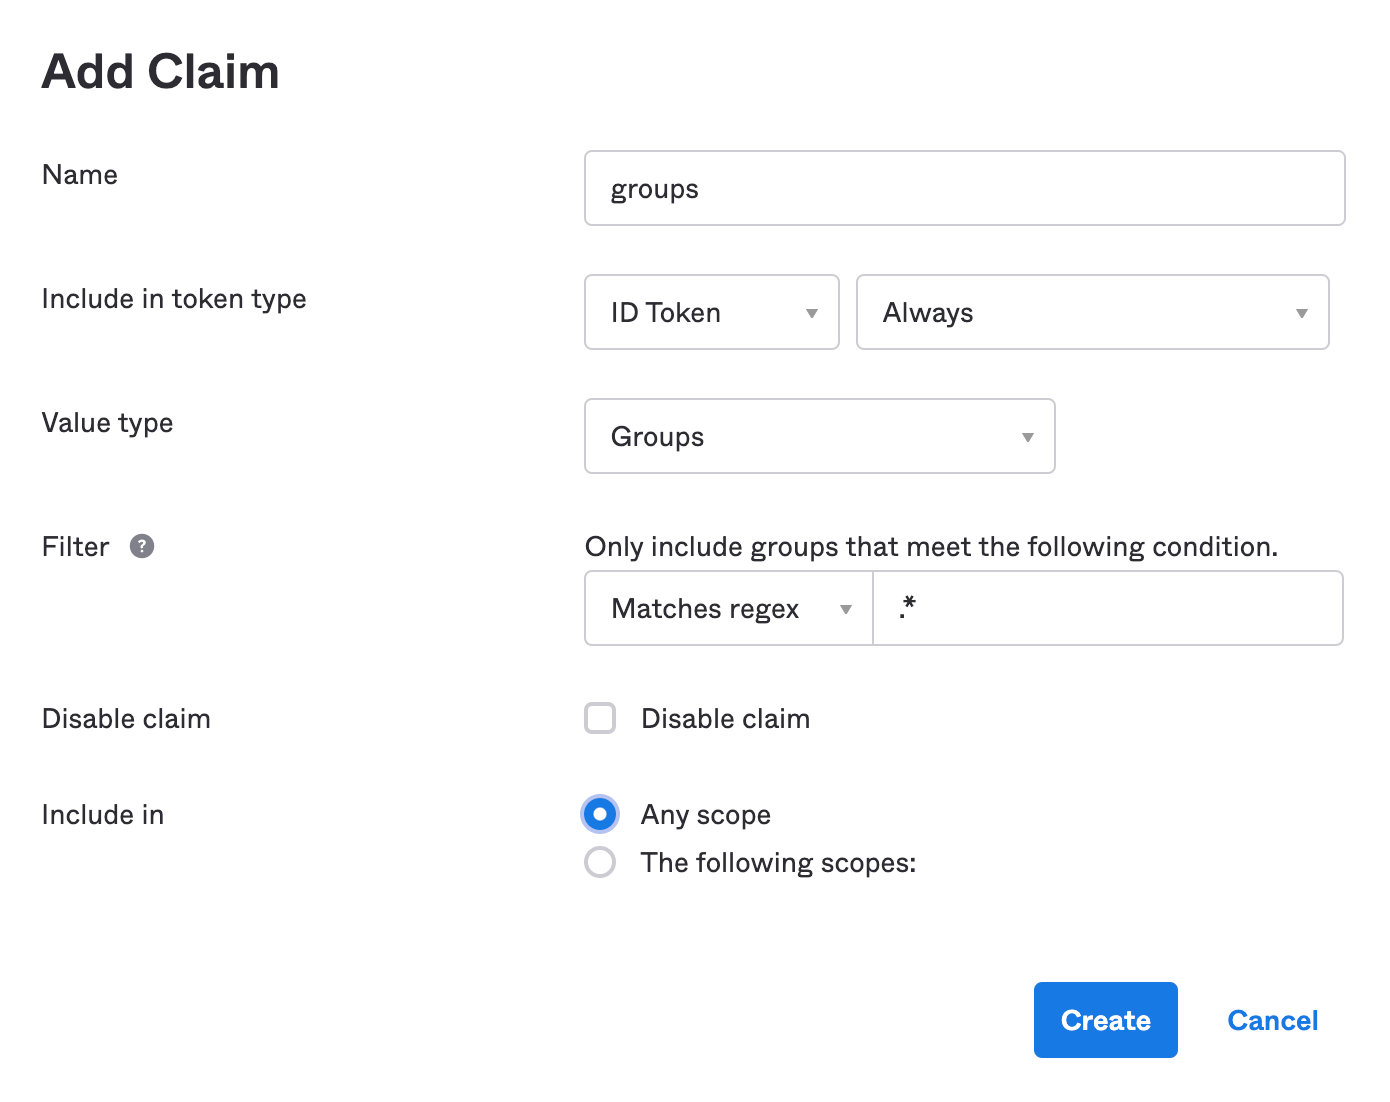 Add Claim
Name
groups
Include in token type
ID Token
Always
Value type
Groups
Filter ?
Only include groups that meet the following condition.
Matches regex
.*
Disable claim
Disable claim
Include in
Any scope
The following scopes:
Create
Cancel